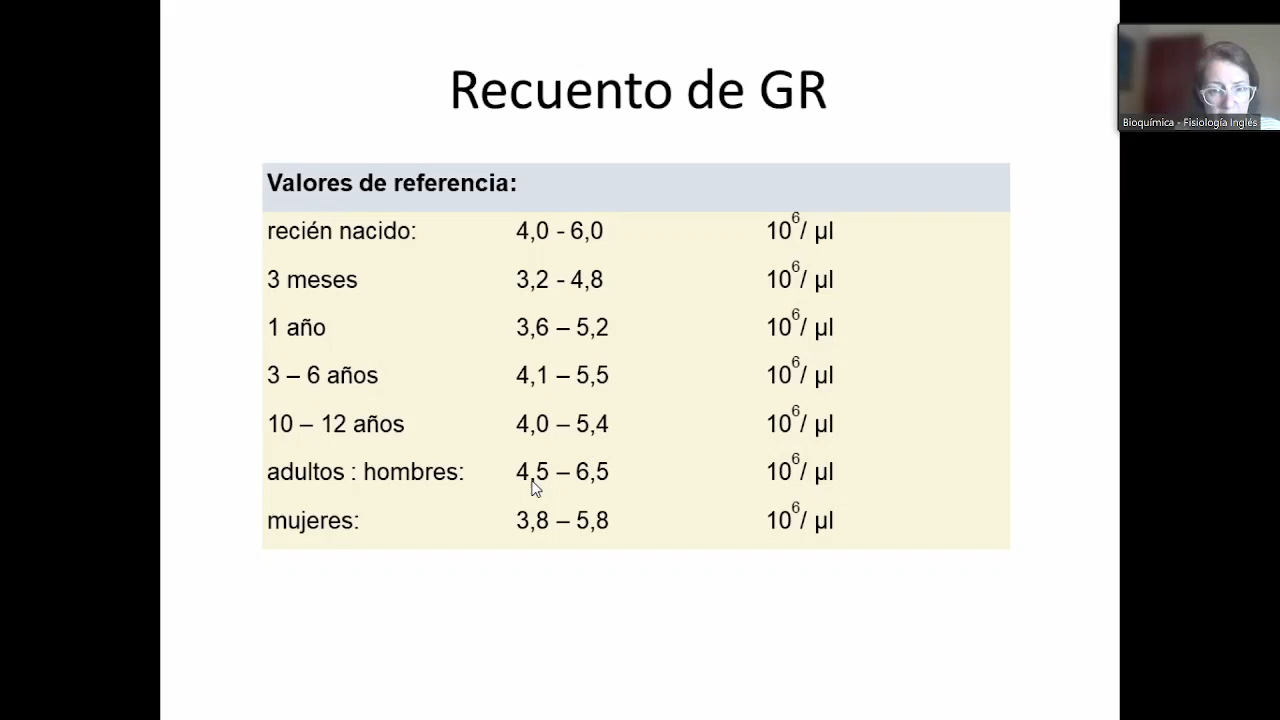 Recuento de GR
Bioquímica - Fisiología Inglés
Valores de referencia:
recién nacido: 4,0 - 6,0 10⁶/ µl
3 meses 3,2 - 4,8 10⁶/ µl
1 año 3,6 – 5,2 10⁶/ µl
3 – 6 años 4,1 – 5,5 10⁶/ µl
10 – 12 años 4,0 – 5,4 10⁶/ µl
adultos : hombres: 4,5 – 6,5 10⁶/ µl
mujeres: 3,8 – 5,8 10⁶/ µl